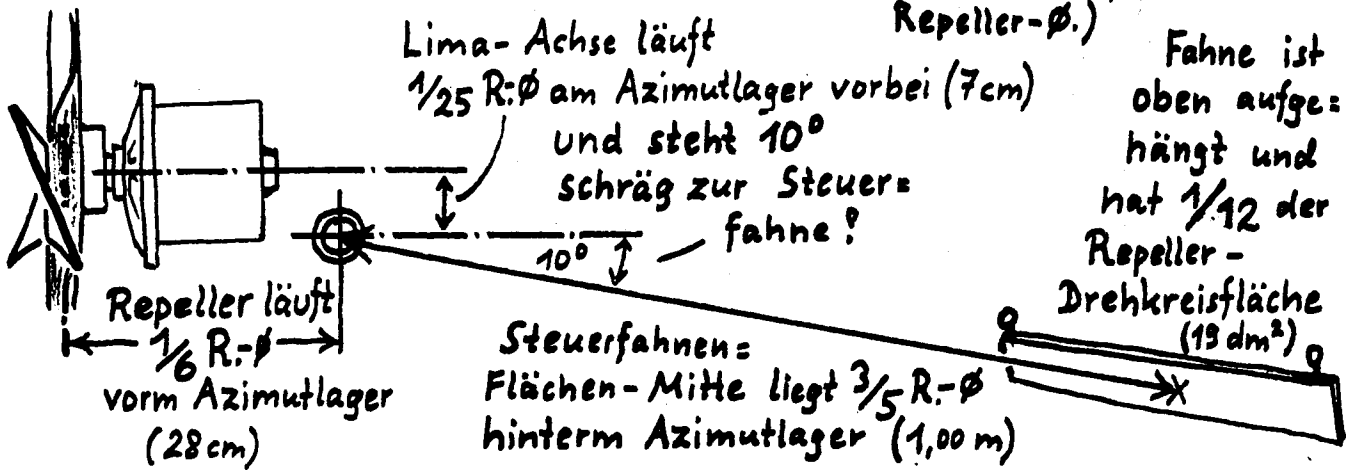 Repeller-Ø.)
Lima-Achse läuft
1/25 R:Ø am Azimutlager vorbei (7cm)
und steht 10°
schräg zur Steuer=
fahne!
10°
Fahne ist
oben aufge=
hängt und
hat 1/12 der
Repeller-
Drehkreisfläche
(19 dm²)
Repeller läuft
1/6 R.-Ø
vorm Azimutlager
(28cm)
Steuerfahnen=
Flächen-Mitte liegt 3/5 R.-Ø
hinterm Azimutlager (1,00 m)